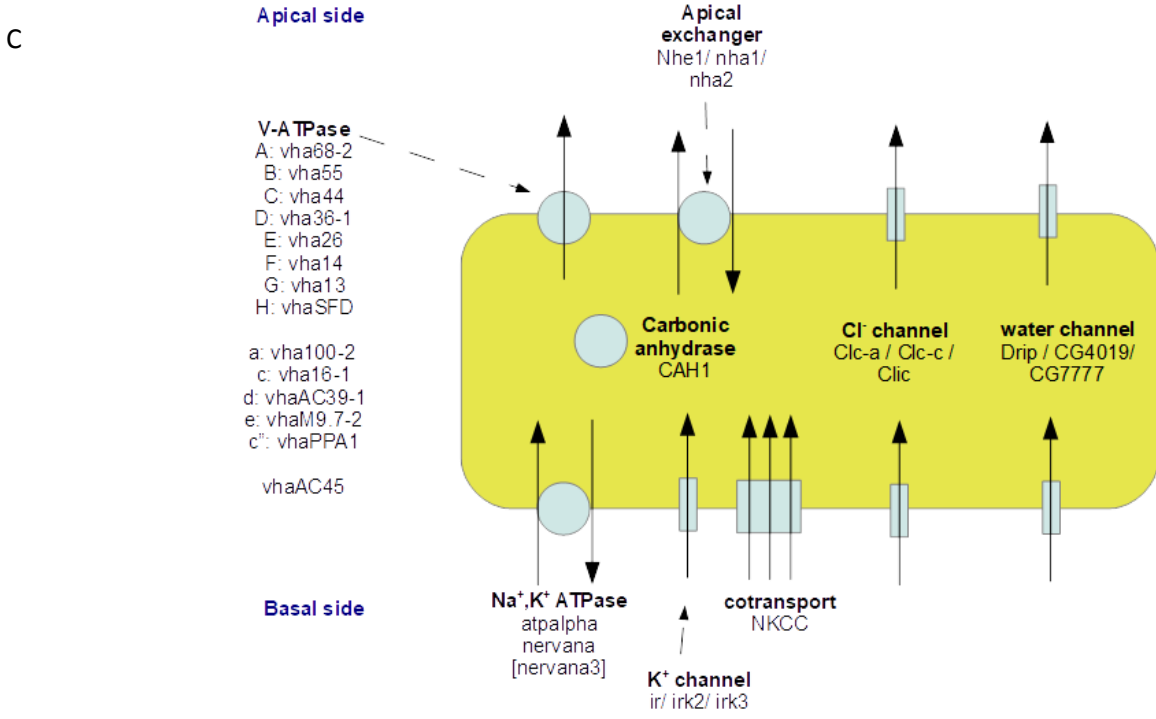 C
Apical side
Apical
exchanger
Nhe1/ nha1/
nha2
V-ATPase
A: vha68-2
B: vha55
C: vha44
D: vha36-1
E: vha26
F: vha14
G: vha13
H: vhaSFD
a: vha100-2
c: vha16-1
d: vhaAC39-1
e: vhaM9.7-2
c": vhaPPA1
vhaAC45
Carbonic
anhydrase
CAH1
Cl⁻ channel
Clc-a / Clc-c /
Clic
water channel
Drip / CG4019/
CG7777
Basal side
Na⁺,K⁺ ATPase
atpalpha
nervana
[nervana3]
K⁺ channel
ir/ irk2/ irk3
cotransport
NKCC